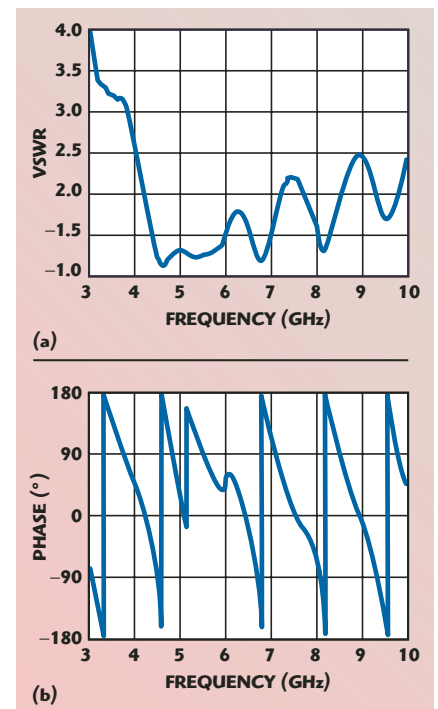 4.0
3.5
3.0
2.5
2.0
–1.5
–1.0
VSWR
3 4 5 6 7 8 9 10
FREQUENCY (GHz)
(a)
180
90
0
–90
–180
PHASE (°)
3 4 5 6 7 8 9 10
FREQUENCY (GHz)
(b)